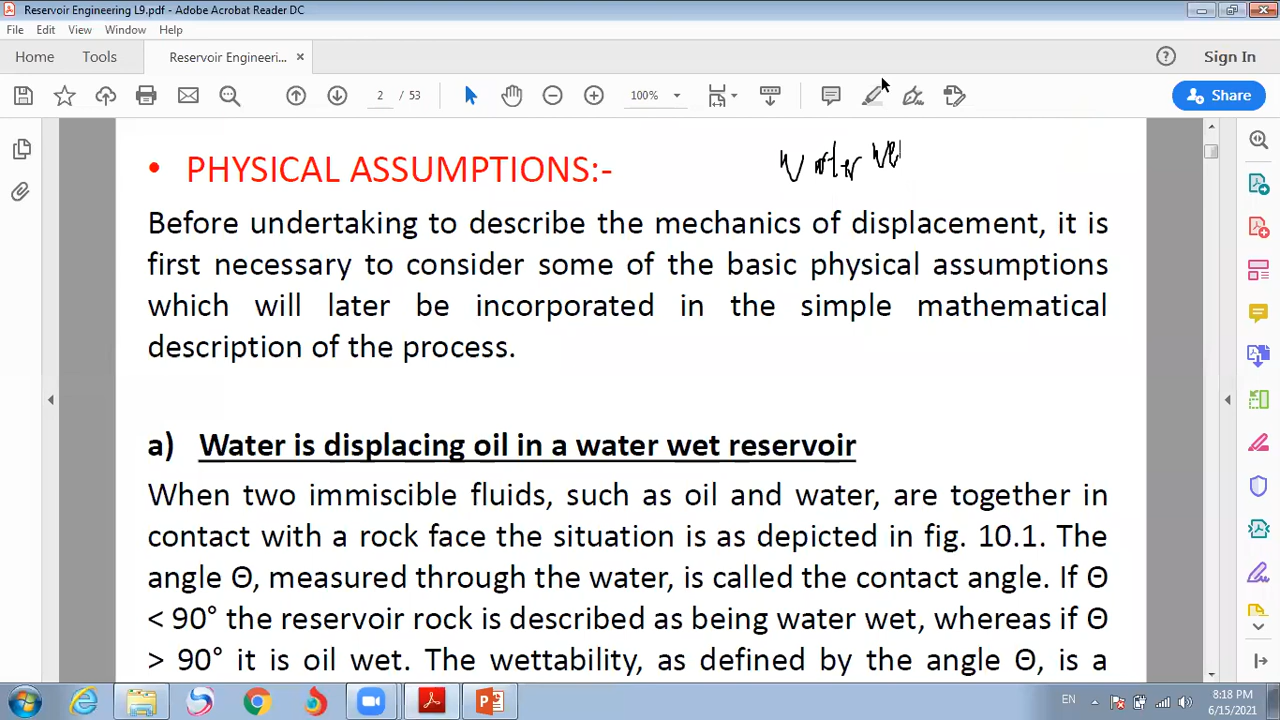 Reservoir Engineering L9.pdf - Adobe Acrobat Reader DC
File Edit View Window Help
Home Tools Reservoir Engineeri... × ? Sign In
2 / 53 100% Share
• PHYSICAL ASSUMPTIONS:-
water wet
Before undertaking to describe the mechanics of displacement, it is
first necessary to consider some of the basic physical assumptions
which will later be incorporated in the simple mathematical
description of the process.
a) Water is displacing oil in a water wet reservoir
When two immiscible fluids, such as oil and water, are together in
contact with a rock face the situation is as depicted in fig. 10.1. The
angle Θ, measured through the water, is called the contact angle. If Θ
< 90° the reservoir rock is described as being water wet, whereas if Θ
> 90° it is oil wet. The wettability, as defined by the angle Θ, is a
EN 8:18 PM
6/15/2021